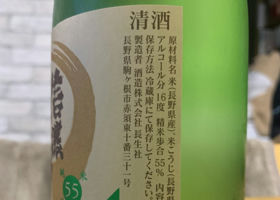 清酒
原材料名 米(長野県産)、米こうじ(長野県
アルコール分 16度 精米歩合 55% 内容
保存方法 冷蔵庫にて保存してください。
製造者 酒造株式会社長生社
長野県駒ヶ根市赤須東十番三十一号
55